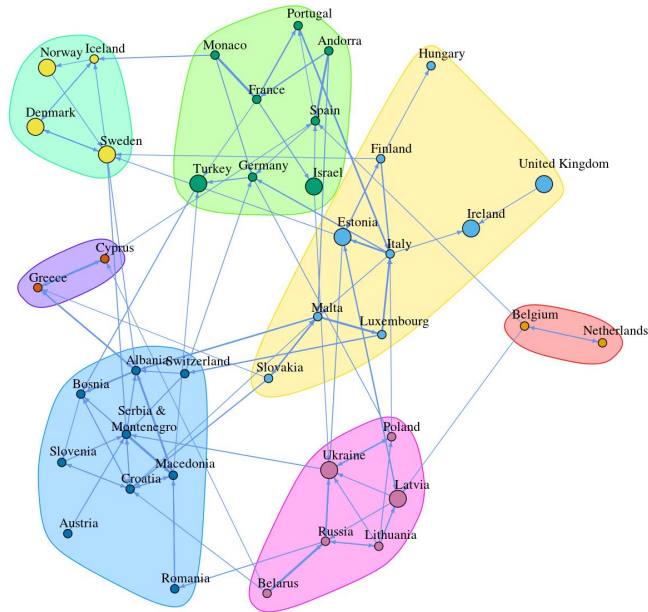 Portugal
Monaco
Andorra
Norway
Iceland
Hungary
France
Denmark
Spain
Sweden
Finland
United Kingdom
Turkey
Germany
Israel
Estonia
Ireland
Italy
Cyprus
Greece
Malta
Luxembourg
Belgium
Netherlands
Albania
Switzerland
Slovakia
Bosnia
Serbia &
Montenegro
Poland
Slovenia
Ukraine
Macedonia
Croatia
Latvia
Austria
Russia
Lithuania
Romania
Belarus